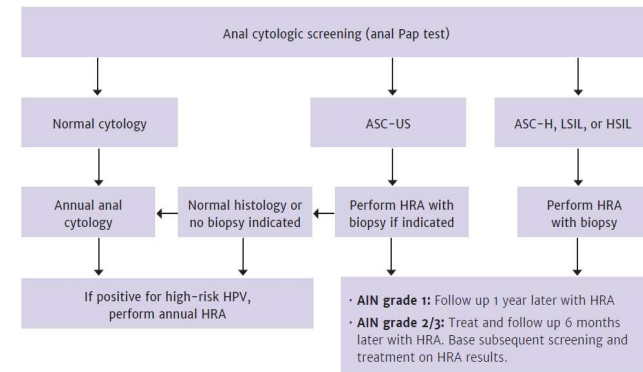 Anal cytologic screening (anal Pap test)
Normal cytology
ASC-US
ASC-H, LSIL, or HSIL
Annual anal
cytology
Normal histology or
no biopsy indicated
Perform HRA with
biopsy if indicated
Perform HRA
with biopsy
If positive for high-risk HPV,
perform annual HRA
· AIN grade 1: Follow up 1 year later with HRA
· AIN grade 2/3: Treat and follow up 6 months
later with HRA. Base subsequent screening and
treatment on HRA results.